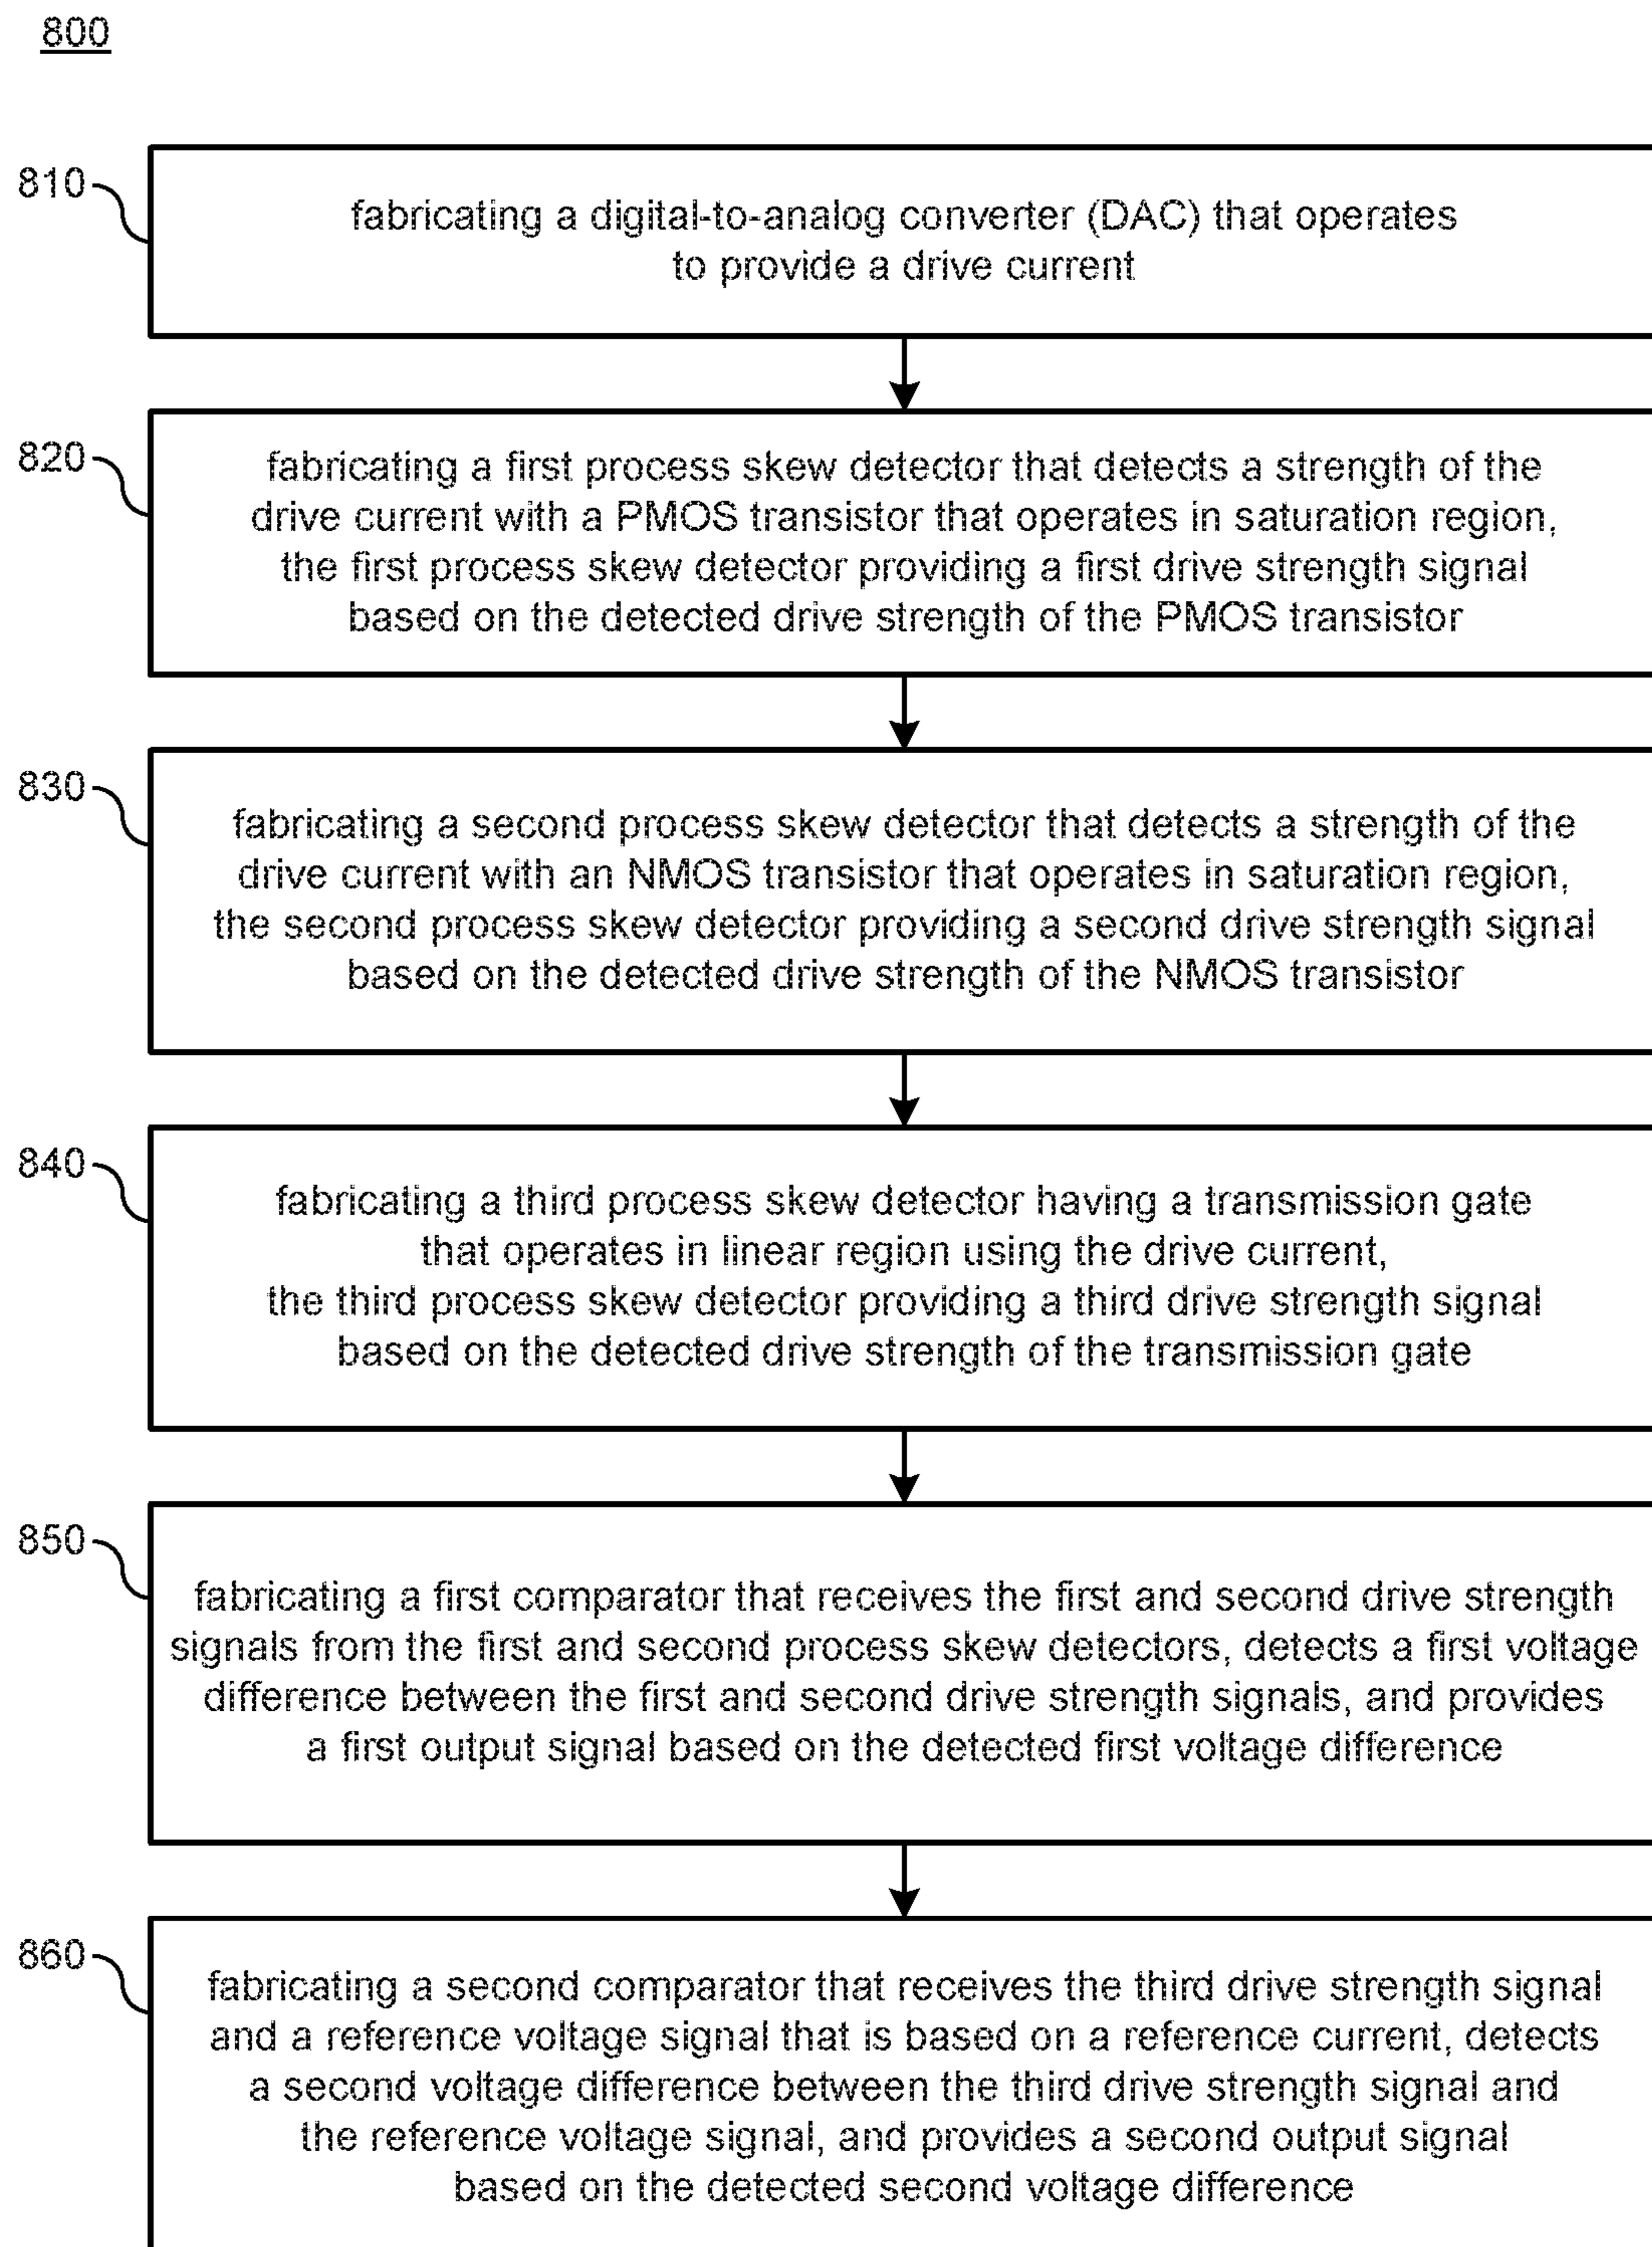 800
810
fabricating a digital-to-analog converter (DAC) that operates
to provide a drive current
820
fabricating a first process skew detector that detects a strength of the
drive current with a PMOS transistor that operates in saturation region,
the first process skew detector providing a first drive strength signal
based on the detected drive strength of the PMOS transistor
830
fabricating a second process skew detector that detects a strength of the
drive current with an NMOS transistor that operates in saturation region,
the second process skew detector providing a second drive strength signal
based on the detected drive strength of the NMOS transistor
840
fabricating a third process skew detector having a transmission gate
that operates in linear region using the drive current,
the third process skew detector providing a third drive strength signal
based on the detected drive strength of the transmission gate
850
fabricating a first comparator that receives the first and second drive strength
signals from the first and second process skew detectors, detects a first voltage
difference between the first and second drive strength signals, and provides
a first output signal based on the detected first voltage difference
860
fabricating a second comparator that receives the third drive strength signal
and a reference voltage signal that is based on a reference current, detects
a second voltage difference between the third drive strength signal and
the reference voltage signal, and provides a second output signal
based on the detected second voltage difference